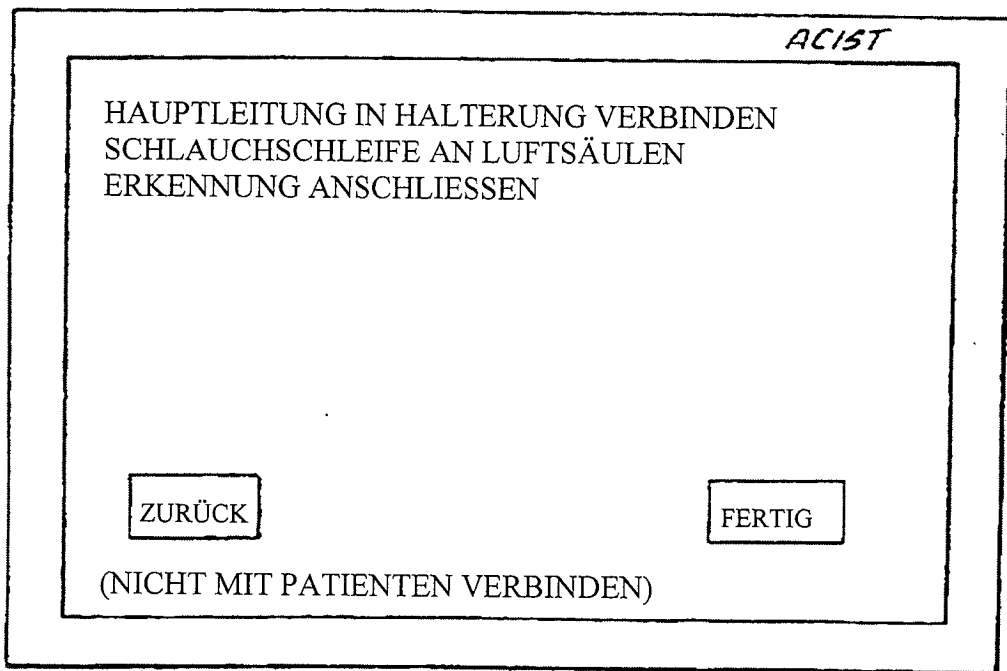 ACIST
HAUPTLEITUNG IN HALTERUNG VERBINDEN
SCHLAUCHSCHLEIFE AN LUFTSÄULEN
ERKENNUNG ANSCHLIESSEN
ZURÜCK
FERTIG
(NICHT MIT PATIENTEN VERBINDEN)